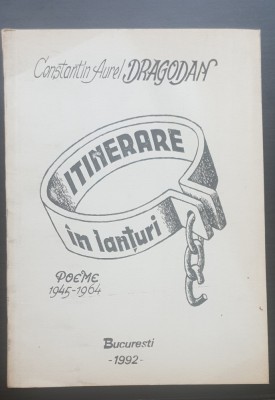 Constantin Aurel DRAGODAN
ITINERARE
în lanțuri
POEME
1945-1964
București
-1992-